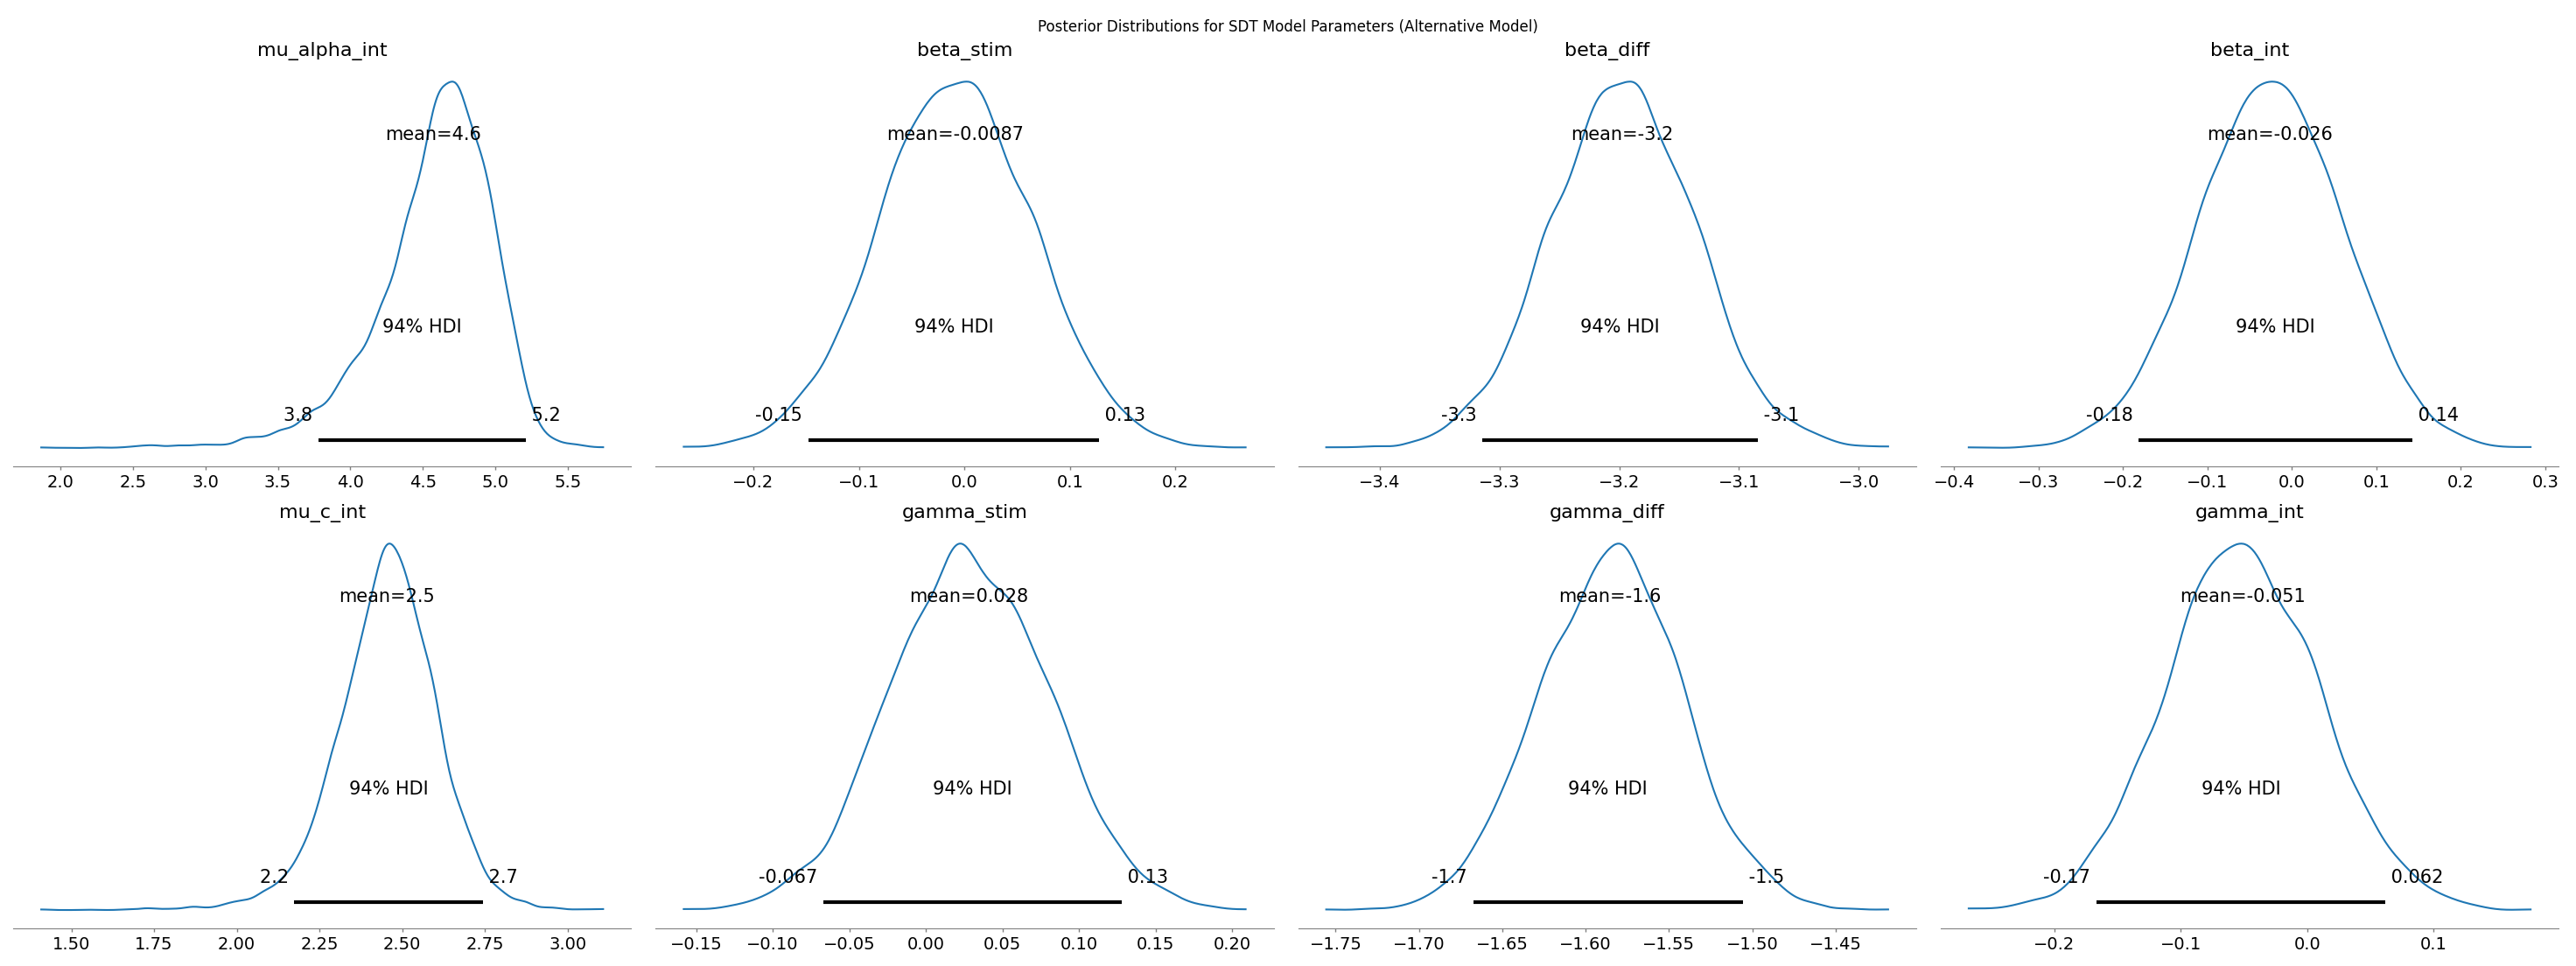 Posterior Distributions for SDT Model Parameters (Alternative Model)
mu_alpha_int
mean=4.6
94% HDI
3.8 5.2
2.0 2.5 3.0 3.5 4.0 4.5 5.0 5.5
beta_stim
mean=-0.0087
94% HDI
-0.15 0.13
−0.2 −0.1 0.0 0.1 0.2
beta_diff
mean=-3.2
94% HDI
-3.3 -3.1
−3.4 −3.3 −3.2 −3.1 −3.0
beta_int
mean=-0.026
94% HDI
-0.18 0.14
−0.4 −0.3 −0.2 −0.1 0.0 0.1 0.2 0.3
mu_c_int
mean=2.5
94% HDI
2.2 2.7
1.50 1.75 2.00 2.25 2.50 2.75 3.00
gamma_stim
mean=0.028
94% HDI
-0.067 0.13
−0.15 −0.10 −0.05 0.00 0.05 0.10 0.15 0.20
gamma_diff
mean=-1.6
94% HDI
-1.7 -1.5
−1.75 −1.70 −1.65 −1.60 −1.55 −1.50 −1.45
gamma_int
mean=-0.051
94% HDI
-0.17 0.062
−0.2 −0.1 0.0 0.1